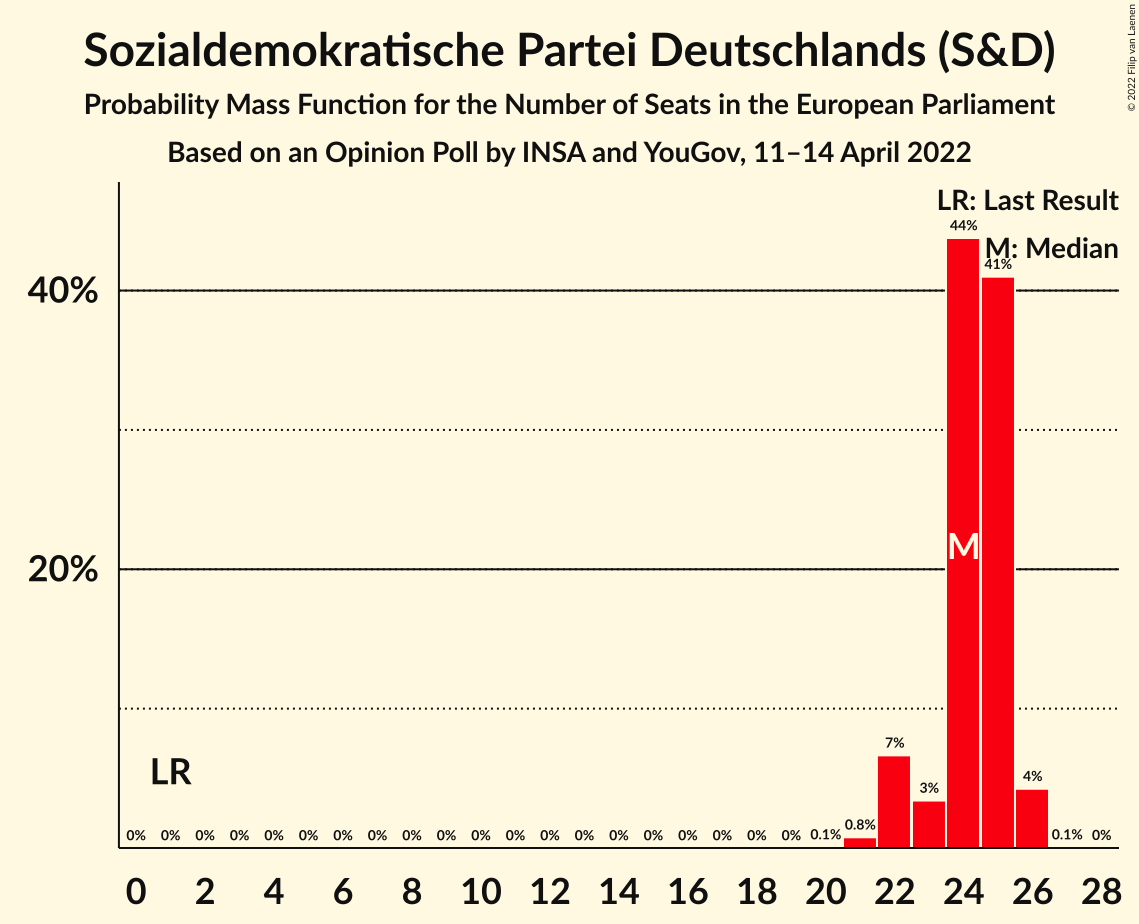 Sozialdemokratische Partei Deutschlands (S&D)
Probability Mass Function for the Number of Seats in the European Parliament
Based on an Opinion Poll by INSA and YouGov, 11–14 April 2022
© 2022 Filip van Laenen
LR: Last Result
M: Median
44%
41%
40%
20%
M
LR
7%
3%
4%
0% 0% 0% 0% 0% 0% 0% 0% 0% 0% 0% 0% 0% 0% 0% 0% 0% 0% 0% 0% 0.1% 0.8% 0.1% 0%
0 2 4 6 8 10 12 14 16 18 20 22 24 26 28